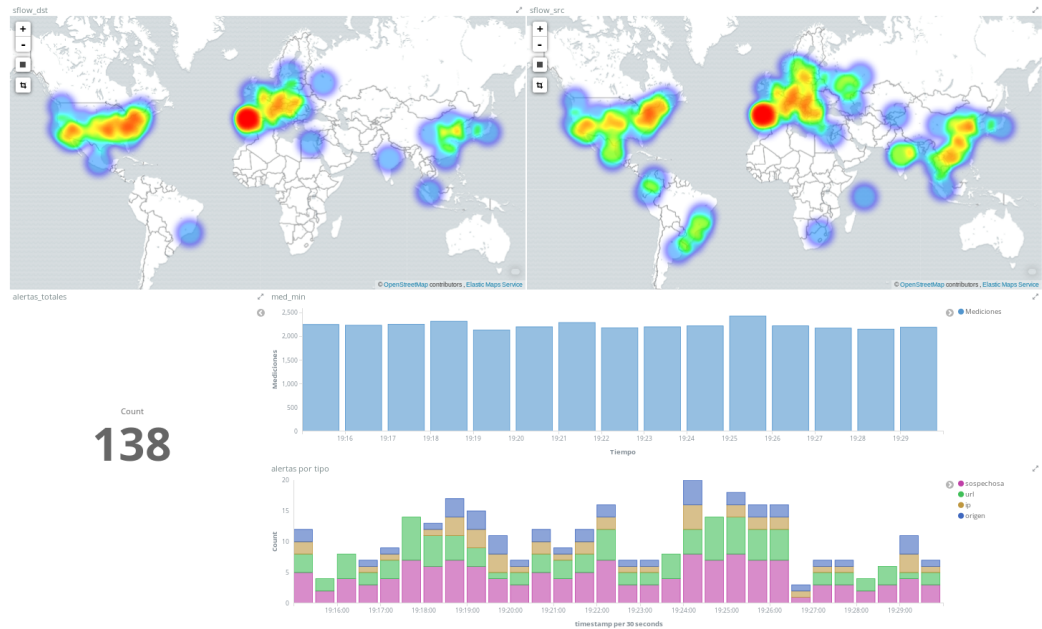 sflow_dst
+
-
© OpenStreetMap contributors , Elastic Maps Service
sflow_src
+
-
© OpenStreetMap contributors , Elastic Maps Service
alertas_totales
Count
138
med_min
2,500
2,000
1,500
1,000
500
0
Mediciones
19:16 19:17 19:18 19:19 19:20 19:21 19:22 19:23 19:24 19:25 19:26 19:27 19:28 19:29
Tiempo
Mediciones
alertas por tipo
20
15
10
5
0
Count
19:16:00 19:17:00 19:18:00 19:19:00 19:20:00 19:21:00 19:22:00 19:23:00 19:24:00 19:25:00 19:26:00 19:27:00 19:28:00 19:29:00
timestamp per 30 seconds
sospechosa
url
ip
origen